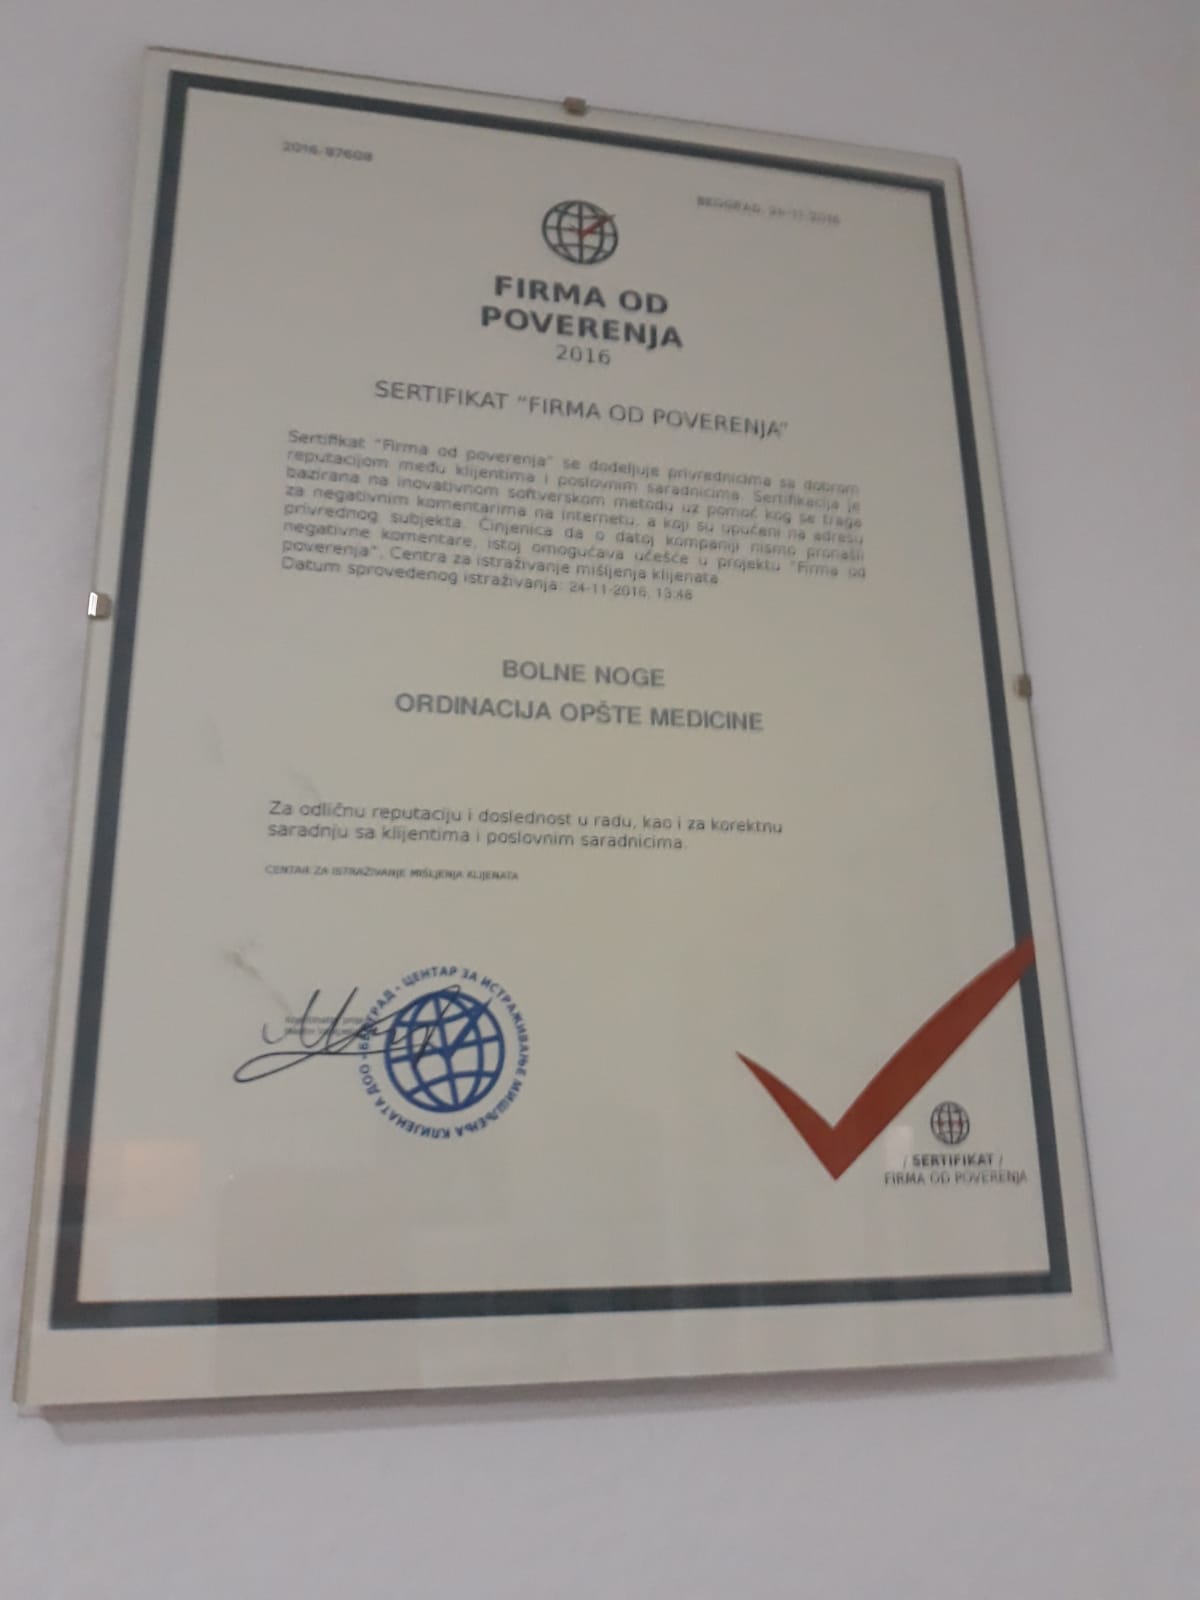 2016-87608
BEOGRAD, 24-11-2016
FIRMA OD
POVERENJA
2016
SERTIFIKAT "FIRMA OD POVERENJA"
Sertifikat "Firma od poverenja" se dodeljuje privrednicima sa dobrom
reputacijom među klijentima i poslovnim saradnicima. Sertifikacija je
bazirana na inovativnom softverskom metodu uz pomoć kog se traga
za negativnim komentarima na internetu, a koji su upućeni na adresu
privrednog subjekta. Činjenica da o datoj kompaniji nismo pronašli
negativne komentare, istoj omogućava učešće u projektu "Firma od
poverenja", Centra za istraživanje mišljenja klijenata
Datum sprovedenog istraživanja: 24-11-2016, 13:48
BOLNE NOGE
ORDINACIJA OPŠTE MEDICINE
Za odličnu reputaciju i doslednost u radu, kao i za korektnu
saradnju sa klijentima i poslovnim saradnicima.
CENTAR ZA ISTRAŽIVANJE MIŠLJENJA KLIJENATA
ЦЕНТАР ЗА ИСТРАЖИВАЊЕ МИШЉЕЊА КЛИЈЕНАТА ДОО - БЕОГРАД -
/ SERTIFIKAT /
FIRMA OD POVERENJA